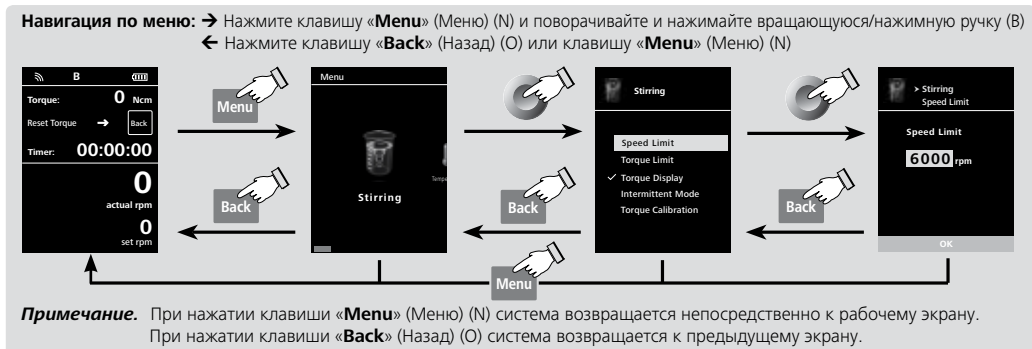 Навигация по меню: → Нажмите клавишу «Menu» (Меню) (N) и поворачивайте и нажимайте вращающуюся/нажимную ручку (B)
← Нажмите клавишу «Back» (Назад) (O) или клавишу «Menu» (Меню) (N)
B
Torque: 0 Ncm
Reset Torque → Back
Timer: 00:00:00
0
actual rpm
0
set rpm
Menu
Back
Menu
Stirring
Back
Stirring
Speed Limit
Torque Limit
✓ Torque Display
Intermittent Mode
Torque Calibration
Back
> Stirring
Speed Limit
Speed Limit
6000 rpm
OK
Menu
Примечание. При нажатии клавиши «Menu» (Меню) (N) система возвращается непосредственно к рабочему экрану.
При нажатии клавиши «Back» (Назад) (O) система возвращается к предыдущему экрану.